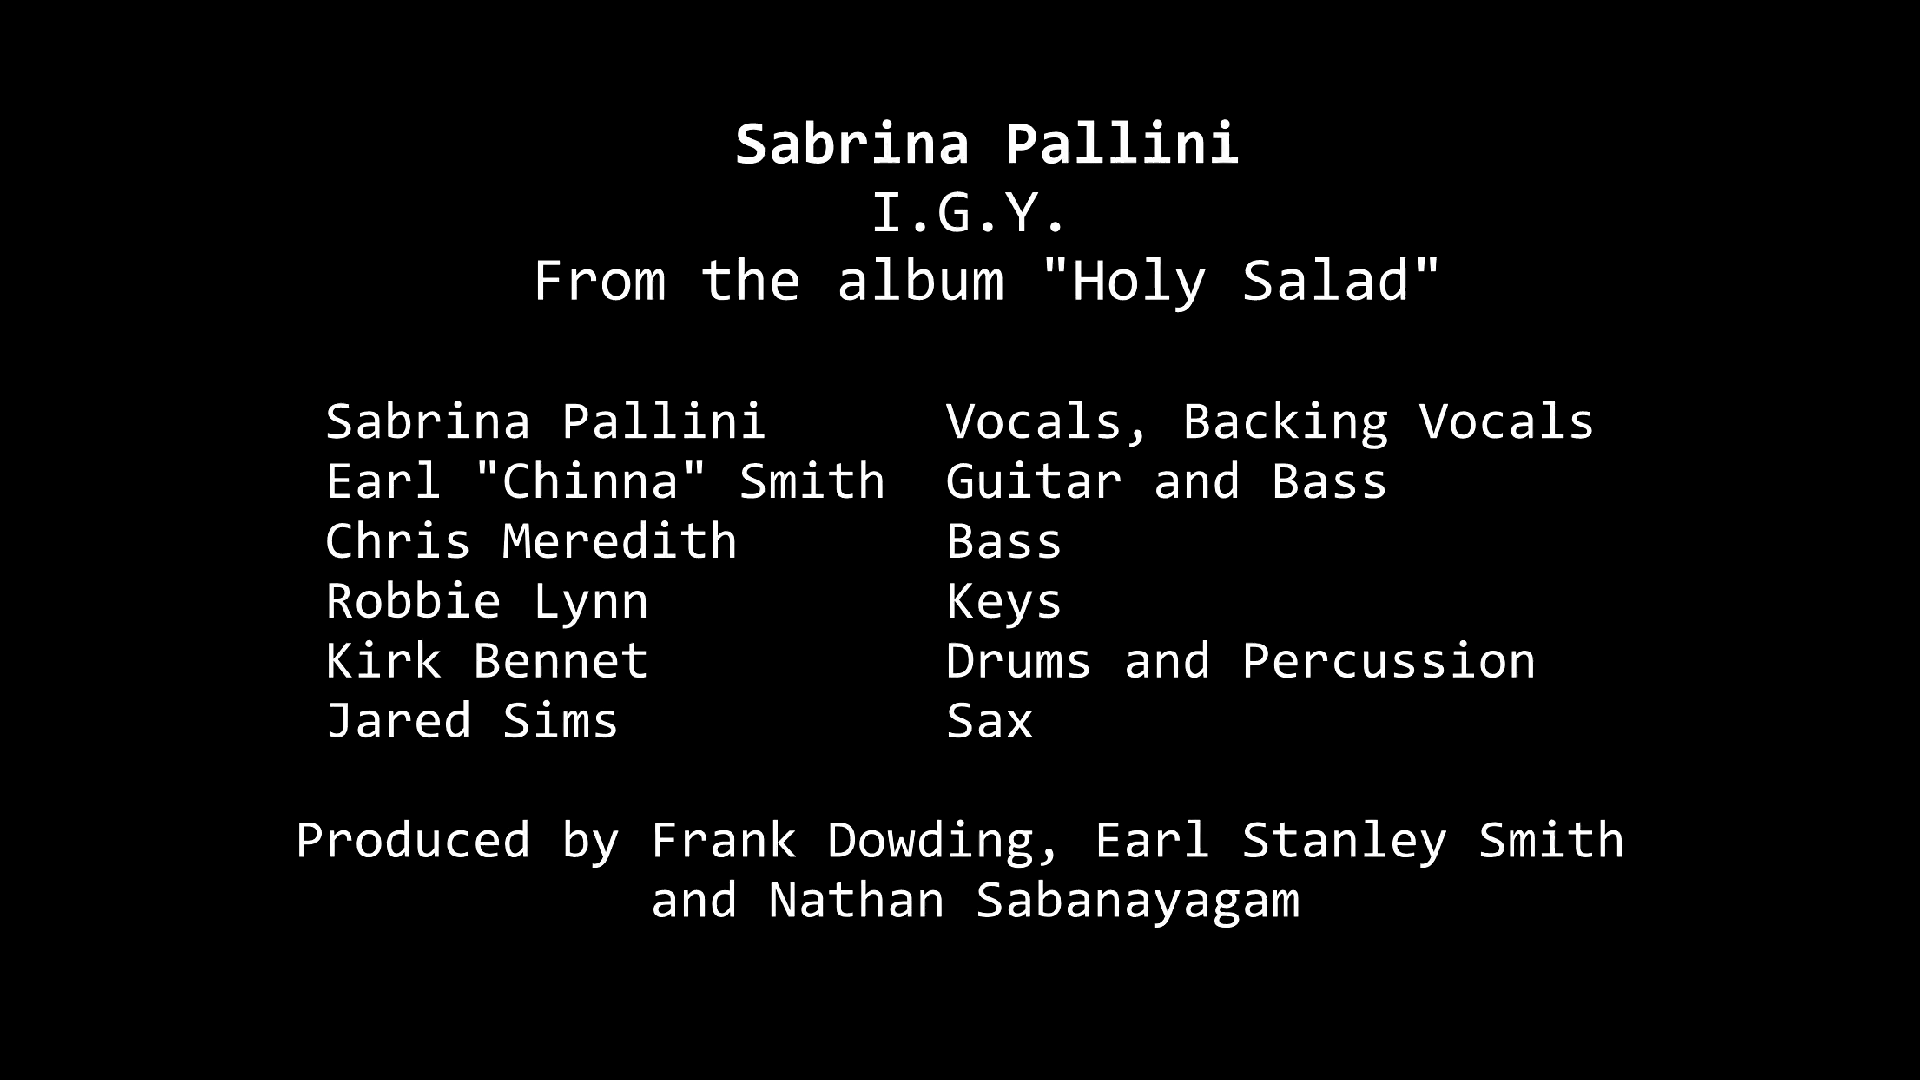 Sabrina Pallini
I.G.Y.
From the album "Holy Salad"
Sabrina Pallini Vocals, Backing Vocals
Earl "Chinna" Smith Guitar and Bass
Chris Meredith Bass
Robbie Lynn Keys
Kirk Bennet Drums and Percussion
Jared Sims Sax
Produced by Frank Dowding, Earl Stanley Smith
and Nathan Sabanayagam